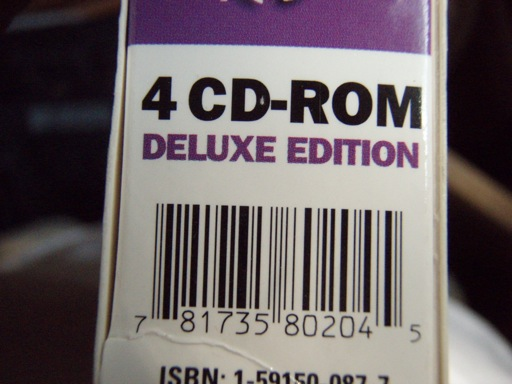 4 CD-ROM
DELUXE EDITION
7 81735 80204 5
ISBN: 1-59150-087-7